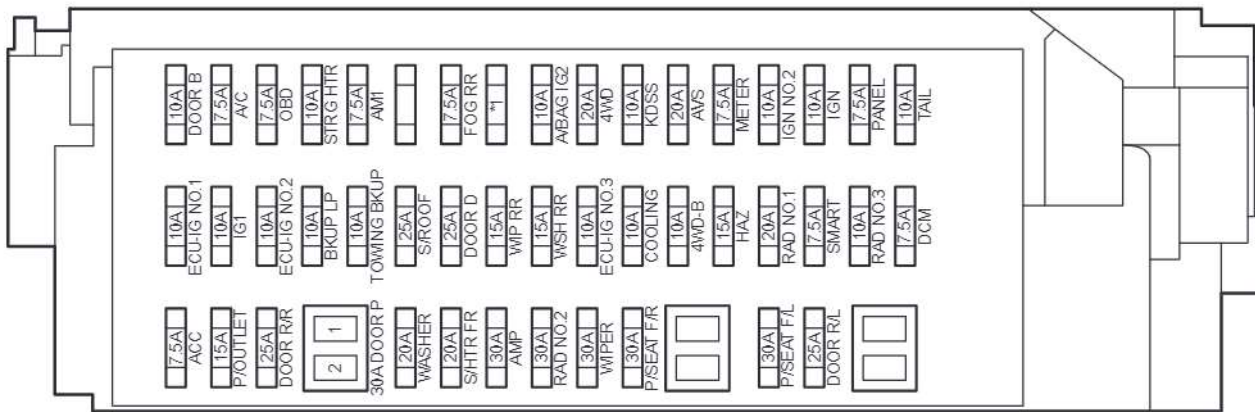 10A
DOOR B
7.5A
A/C
7.5A
OBD
10A
STRG HTR
7.5A
AM1
7.5A
FOG RR
*1
10A
A/BAG IG2
20A
4WD
10A
KDSS
20A
AVS
7.5A
METER
10A
IGN NO.2
10A
IGN
7.5A
PANEL
10A
TAIL
10A
ECU-IG NO.1
10A
IG1
10A
ECU-IG NO.2
10A
BKUP LP
10A
TOWING BKUP
25A
S/ROOF
25A
DOOR D
15A
WIP RR
15A
WSH RR
10A
ECU-IG NO.3
10A
COOLING
10A
4WD-B
15A
HAZ
20A
RAD NO.1
7.5A
SMART
10A
RAD NO.3
7.5A
DCM
7.5A
ACC
15A
P/OUTLET
25A
DOOR R/R
2 1
30A DOOR P
20A
WASHER
20A
S/HTR FR
30A
AMP
30A
RAD NO.2
30A
WIPER
30A
P/SEAT F/R
30A
P/SEAT F/L
25A
DOOR R/L